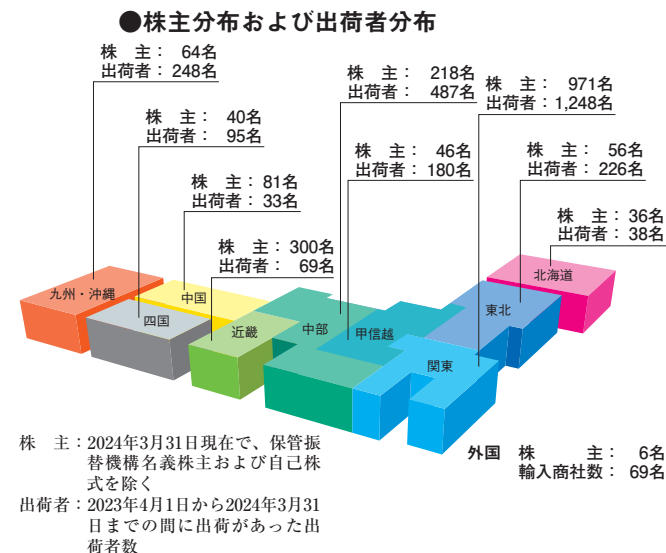 ●株主分布および出荷者分布
株　主： 64名
出荷者：248名
株　主： 40名
出荷者： 95名
株　主：81名
出荷者：33名
株　主：300名
出荷者： 69名
株　主： 218名
出荷者： 487名
株　主： 46名
出荷者：180名
株　主： 971名
出荷者：1,248名
株　主： 56名
出荷者：226名
株　主：36名
出荷者：38名
九州・沖縄
中国
四国
近畿
中部
甲信越
関東
東北
北海道
株　主：2024年3月31日現在で、保管振
替機構名義株主および自己株
式を除く
出荷者：2023年4月1日から2024年3月31
日までの間に出荷があった出
荷者数
外国 株　　　主： 6名
輸入商社数： 69名